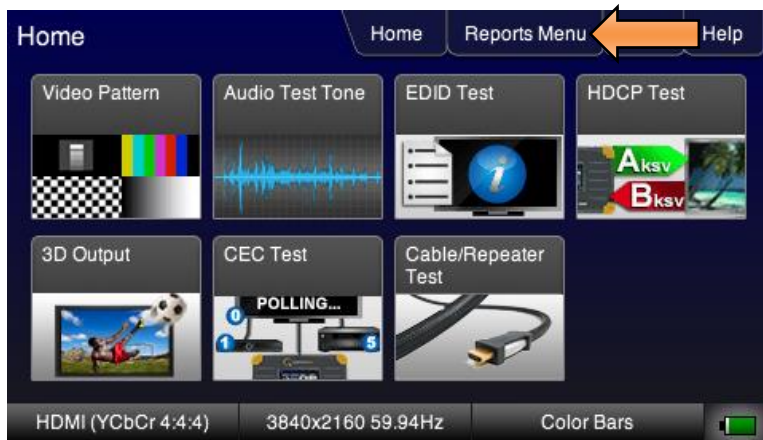 Home
Home
Reports Menu
Help
Video Pattern
Audio Test Tone
EDID Test
HDCP Test
Aksv
Bksv
3D Output
CEC Test
Cable/Repeater
Test
POLLING...
0
1
5
HDMI (YCbCr 4:4:4)
3840x2160 59.94Hz
Color Bars